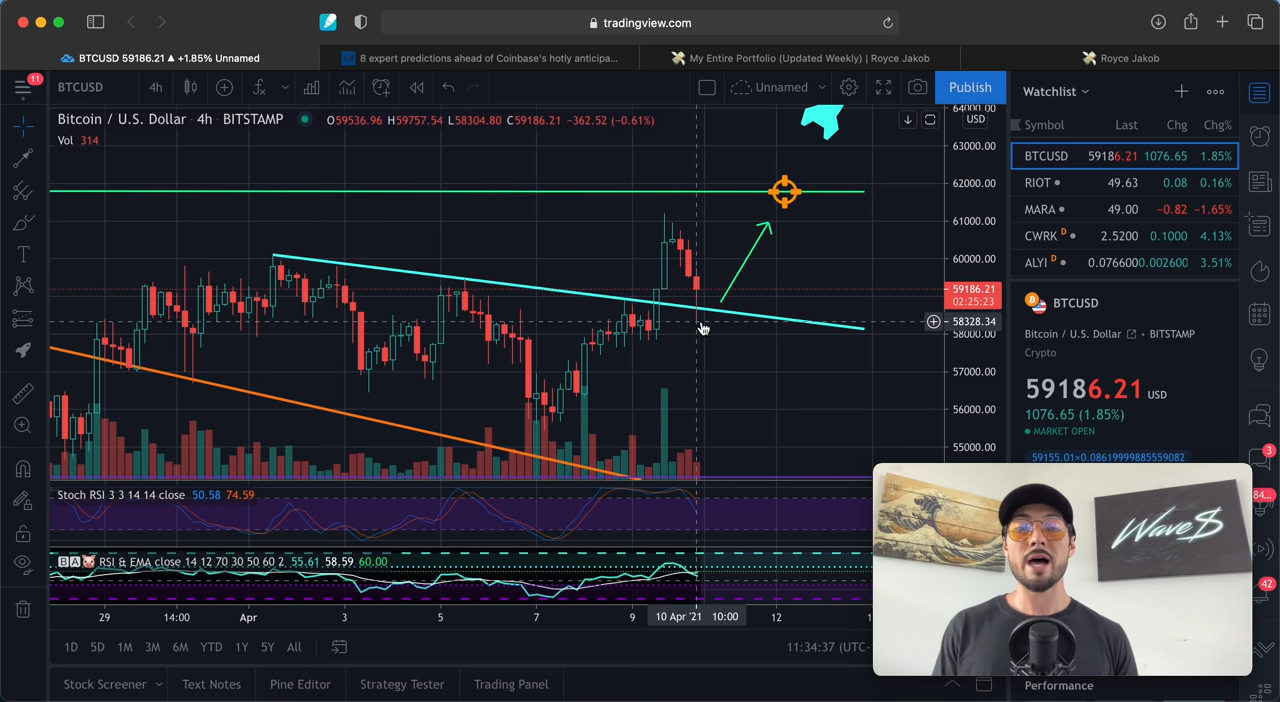 tradingview.com
BTCUSD 59186.21 ▲ +1.85% Unnamed
8 expert predictions ahead of Coinbase's hotly anticipa...
My Entire Portfolio (Updated Weekly) | Royce Jakob
Royce Jakob
11
BTCUSD
4h
Unnamed
Publish
Watchlist
Bitcoin / U.S. Dollar · 4h · BITSTAMP
O59536.96 H59757.54 L58304.80 C59186.21 −362.52 (−0.61%)
Vol 314
USD
64000.00
63000.00
62000.00
61000.00
60000.00
59186.21
02:25:23
58328.34
58000.00
57000.00
56000.00
55000.00
Symbol Last Chg Chg%
BTCUSD 59186.21 1076.65 1.85%
RIOT 49.63 0.08 0.16%
MARA 49.00 −0.82 −1.65%
CWRK D 2.5200 0.1000 4.13%
ALYI D 0.0766000.002600 3.51%
BTCUSD
Bitcoin / U.S. Dollar • BITSTAMP
Crypto
59186.21 USD
1076.65 (1.85%)
MARKET OPEN
59155.01×0.08619999885559082
3
84...
42
Stoch RSI 3 3 14 14 close 50.58 74.59
BA RSI & EMA close 14 12 70 30 50 60 2 55.61 58.59 60.00
29 14:00 Apr 3 5 7 9 10 Apr '21 10:00 12
1D 5D 1M 3M 6M YTD 1Y 5Y All
11:34:37 (UTC-
Stock Screener Text Notes Pine Editor Strategy Tester Trading Panel
Wave$
Performance